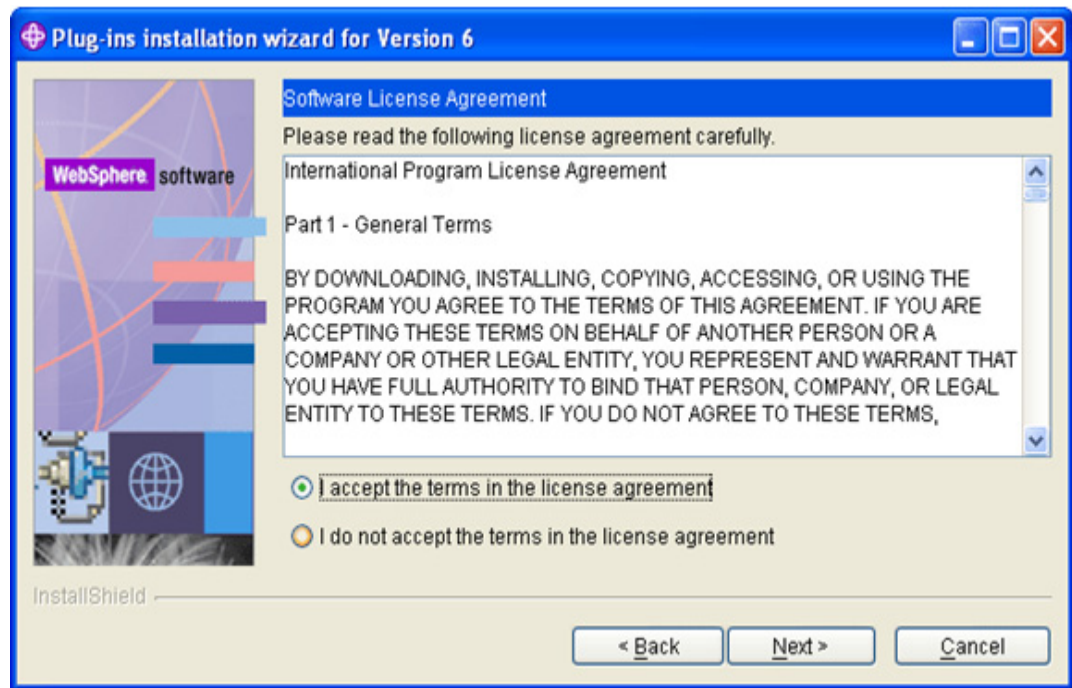 Plug-ins installation wizard for Version 6
WebSphere. software
Software License Agreement
Please read the following license agreement carefully.
International Program License Agreement
Part 1 - General Terms
BY DOWNLOADING, INSTALLING, COPYING, ACCESSING, OR USING THE
PROGRAM YOU AGREE TO THE TERMS OF THIS AGREEMENT. IF YOU ARE
ACCEPTING THESE TERMS ON BEHALF OF ANOTHER PERSON OR A
COMPANY OR OTHER LEGAL ENTITY, YOU REPRESENT AND WARRANT THAT
YOU HAVE FULL AUTHORITY TO BIND THAT PERSON, COMPANY, OR LEGAL
ENTITY TO THESE TERMS. IF YOU DO NOT AGREE TO THESE TERMS,
I accept the terms in the license agreement
I do not accept the terms in the license agreement
InstallShield
< Back
Next >
Cancel